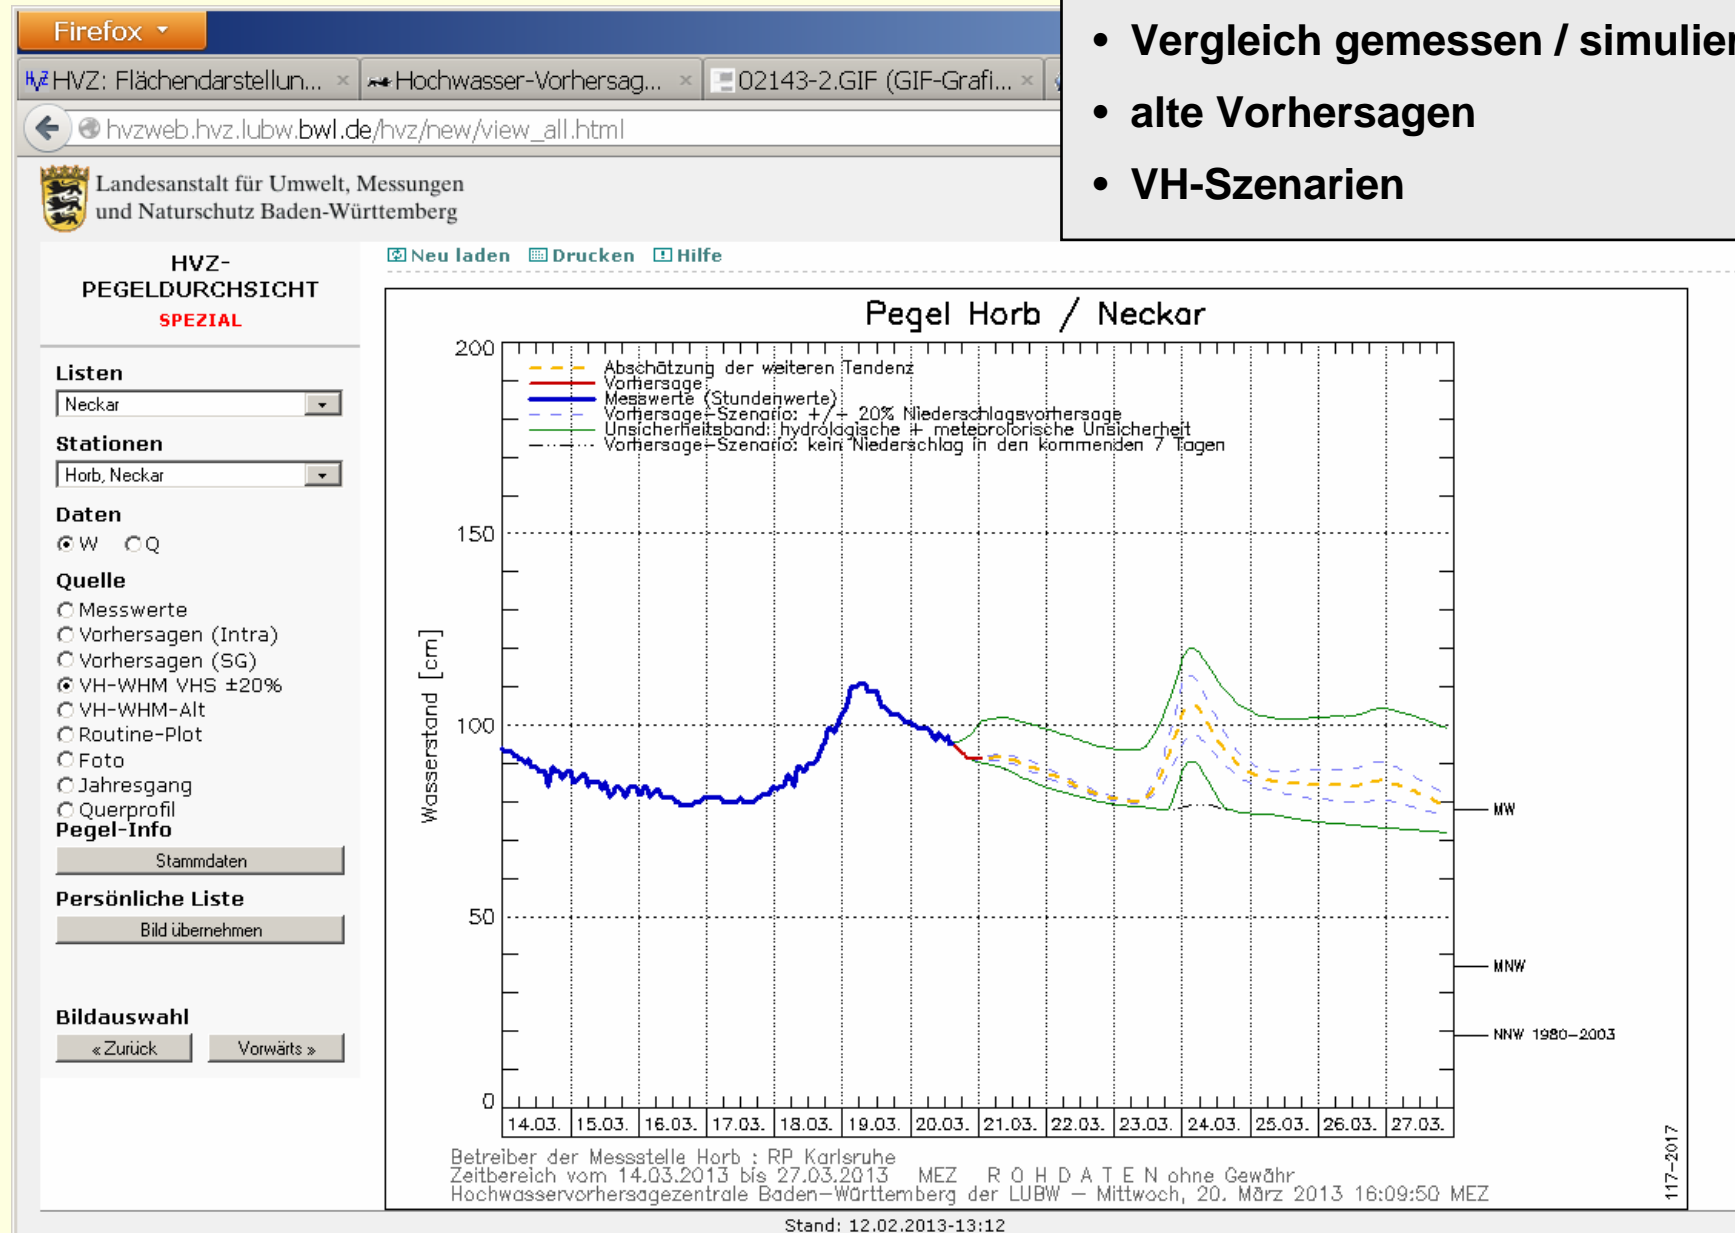 Firefox
• Vergleich gemessen / simulier
• alte Vorhersagen
• VH-Szenarien
HVZ: Flächendarstellun... × Hochwasser-Vorhersag... × 02143-2.GIF (GIF-Grafi... ×
hvzweb.hvz.lubw.bwl.de/hvz/new/view_all.html
Landesanstalt für Umwelt, Messungen
und Naturschutz Baden-Württemberg
Neu laden Drucken Hilfe
HVZ-
PEGELDURCHSICHT
SPEZIAL
Listen
Neckar
Stationen
Horb, Neckar
Daten
W Q
Quelle
Messwerte
Vorhersagen (Intra)
Vorhersagen (SG)
VH-WHM VHS ±20%
VH-WHM-Alt
Routine-Plot
Foto
Jahresgang
Querprofil
Pegel-Info
Stammdaten
Persönliche Liste
Bild übernehmen
Bildauswahl
« Zurück Vorwärts »
Pegel Horb / Neckar
Abschätzung der weiteren Tendenz
Vorhersage
Messwerte (Stundenwerte)
Vorhersage-Szenario: +/- 20% Niederschlagsvorhersage
Unsicherheitsband: hydrologische + meteorolorische Unsicherheit
Vorhersage-Szenario: kein Niederschlag in den kommenden 7 Tagen
Wasserstand [cm]
200
150
100
50
0
MW
MNW
NNW 1980-2003
14.03. 15.03. 16.03. 17.03. 18.03. 19.03. 20.03. 21.03. 22.03. 23.03. 24.03. 25.03. 26.03. 27.03.
Betreiber der Messstelle Horb : RP Karlsruhe
Zeitbereich vom 14.03.2013 bis 27.03.2013 MEZ R O H D A T E N ohne Gewähr
Hochwasservorhersagezentrale Baden-Württemberg der LUBW – Mittwoch, 20. März 2013 16:09:50 MEZ
117-2017
Stand: 12.02.2013-13:12